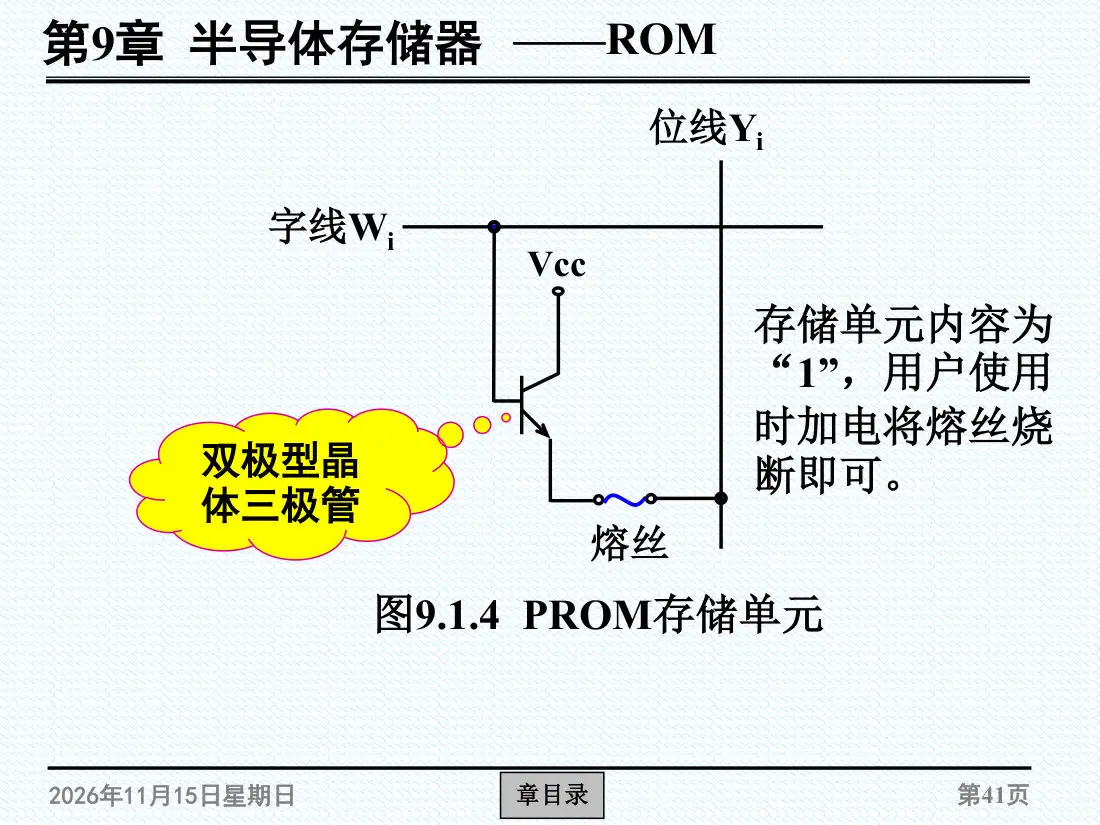 第9章 半导体存储器 ——ROM
位线Yi
字线Wi
Vcc
存储单元内容为
“1”，用户使用
时加电将熔丝烧
断即可。
双极型晶
体三极管
熔丝
图9.1.4 PROM存储单元
2026年11月15日星期日
章目录
第41页